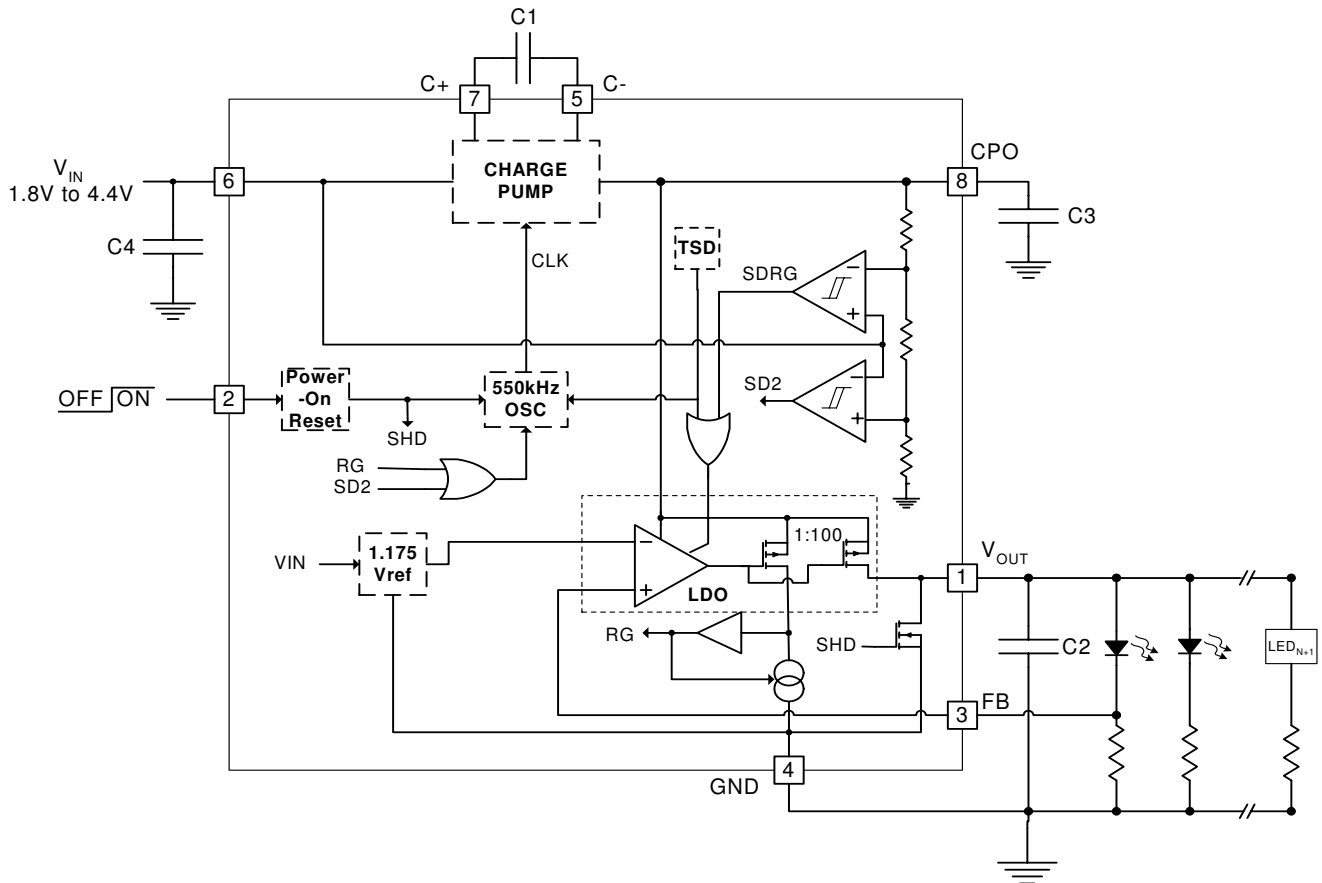 C1
C+
7
5
C-
CPO
V_IN
1.8V to 4.4V
6
CHARGE
PUMP
8
C3
C4
CLK
TSD
SDRG
−
+
OFF ON
2
Power
-On
Reset
SHD
550kHz
OSC
SD2
−
+
RG
SD2
VIN
1.175
Vref
−
+
LDO
1:100
V_OUT
1
RG
SHD
C2
LED_N+1
3
FB
GND
4